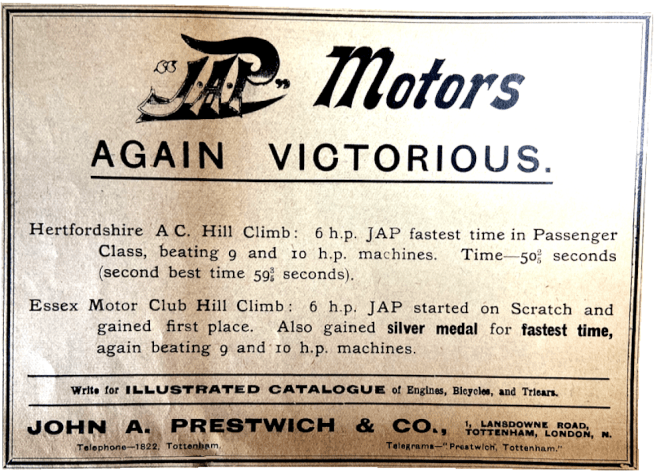 "JAP" Motors
AGAIN VICTORIOUS.
Hertfordshire A C. Hill Climb: 6 h.p. JAP fastest time in Passenger
Class, beating 9 and 10 h.p. machines. Time—50⅖ seconds
(second best time 59⅗ seconds).
Essex Motor Club Hill Climb: 6 h.p. JAP started on Scratch and
gained first place. Also gained silver medal for fastest time,
again beating 9 and 10 h.p. machines.
Write for ILLUSTRATED CATALOGUE of Engines, Bicycles, and Tricars.
JOHN A. PRESTWICH & CO., 1, LANSDOWNE ROAD,
TOTTENHAM, LONDON, N.
Telephone—1822, Tottenham. Telegrams—"Prestwich, Tottenham."